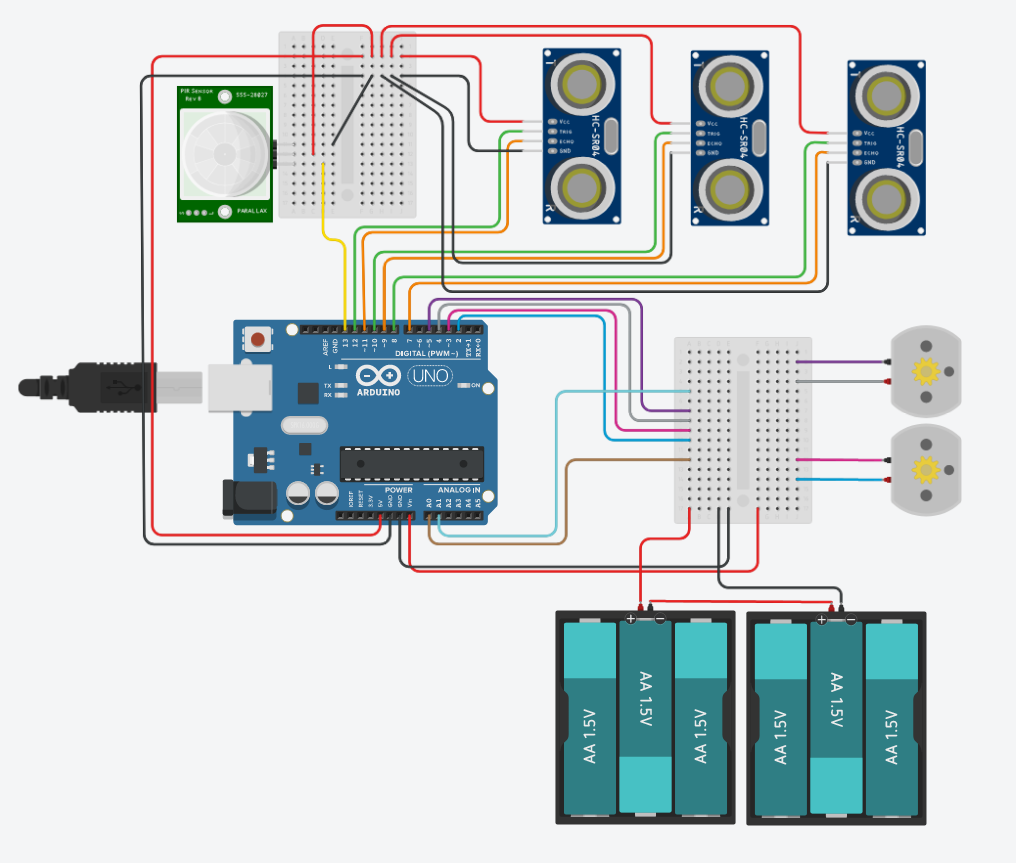 PIR Sensor
Rev B
555-28027
PARALLAX
T
Vcc
TRIG
ECHO
GND
HC-SR04
R
T
Vcc
TRIG
ECHO
GND
HC-SR04
R
T
Vcc
TRIG
ECHO
GND
HC-SR04
R
AREF
GND
13
12
~11
~10
~9
8
7
~6
~5
4
~3
2
TX→1
RX←0
DIGITAL (PWM~)
L
TX
RX
ARDUINO
UNO
ON
POWER
ANALOG IN
IOREF
RESET
3.3V
5V
GND
GND
Vin
A0
A1
A2
A3
A4
A5
+ −
AA 1.5V
AA 1.5V
AA 1.5V
+ −
AA 1.5V
AA 1.5V
AA 1.5V